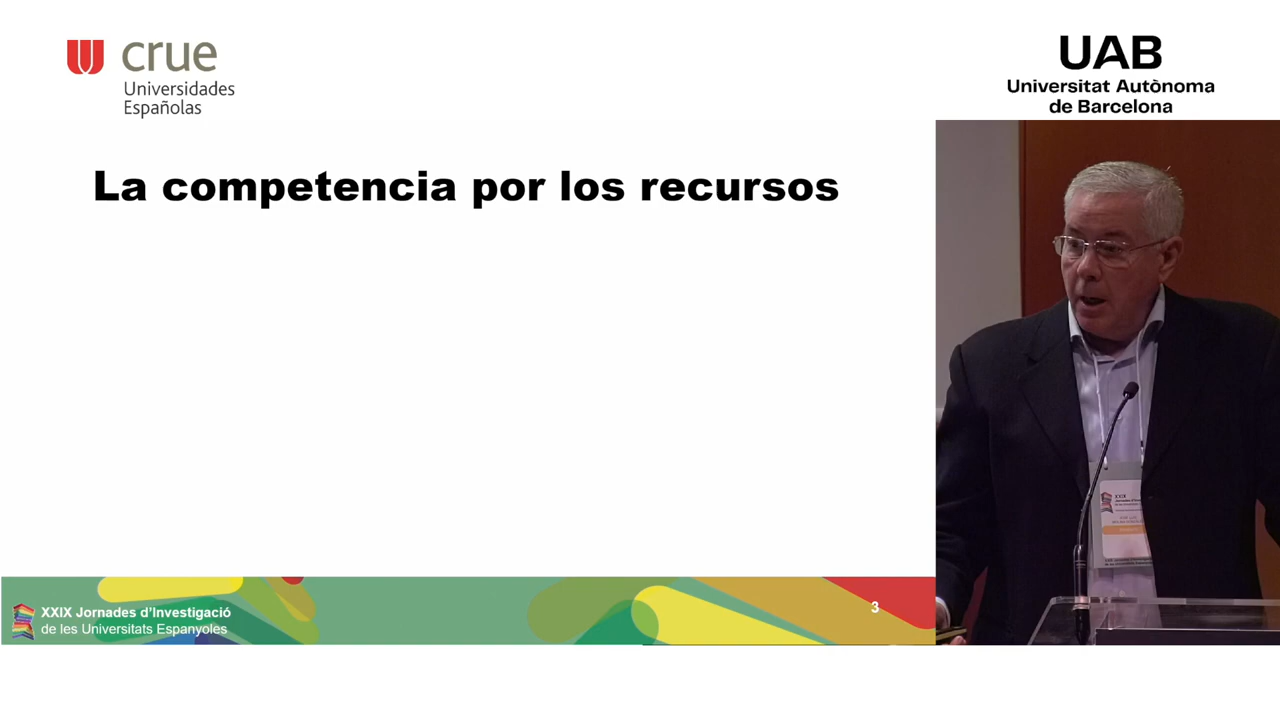 crue
Universidades
Españolas
UAB
Universitat Autònoma
de Barcelona
La competencia por los recursos
XXIX Jornades d'Investigació
de les Universitats Espanyoles
3
XXIX